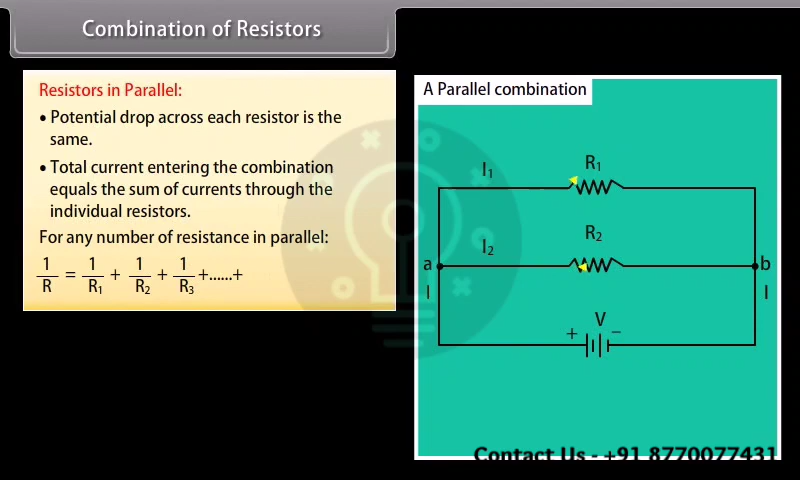 Combination of Resistors
Resistors in Parallel:
• Potential drop across each resistor is the
same.
• Total current entering the combination
equals the sum of currents through the
individual resistors.
For any number of resistance in parallel:
1/R = 1/R₁ + 1/R₂ + 1/R₃ +......+
A Parallel combination
I₁ R₁
R₂
I₂
a b
I I
V
+ −
Contact Us - +91 8770077431